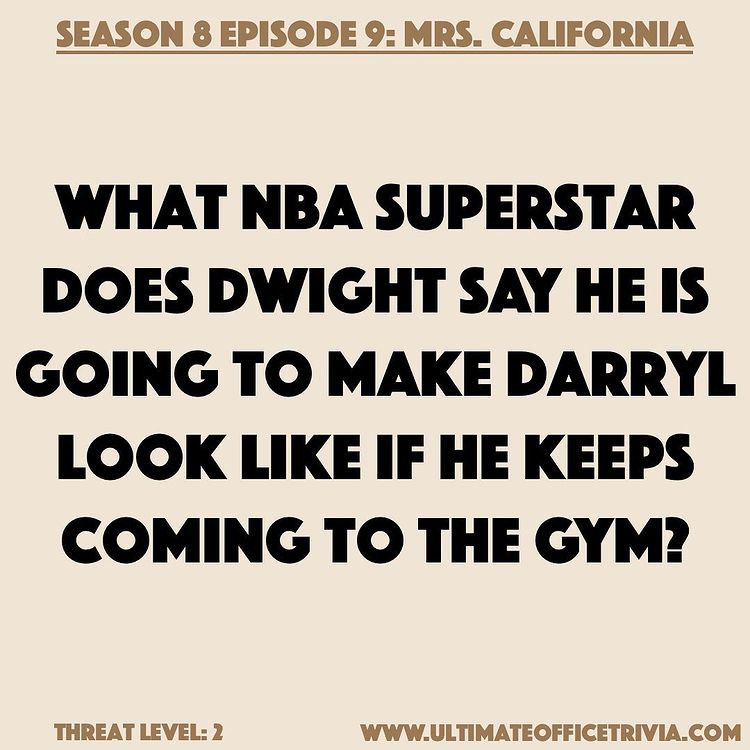 SEASON 8 EPISODE 9: MRS. CALIFORNIA
WHAT NBA SUPERSTAR
DOES DWIGHT SAY HE IS
GOING TO MAKE DARRYL
LOOK LIKE IF HE KEEPS
COMING TO THE GYM?
THREAT LEVEL: 2
WWW.ULTIMATEOFFICETRIVIA.COM